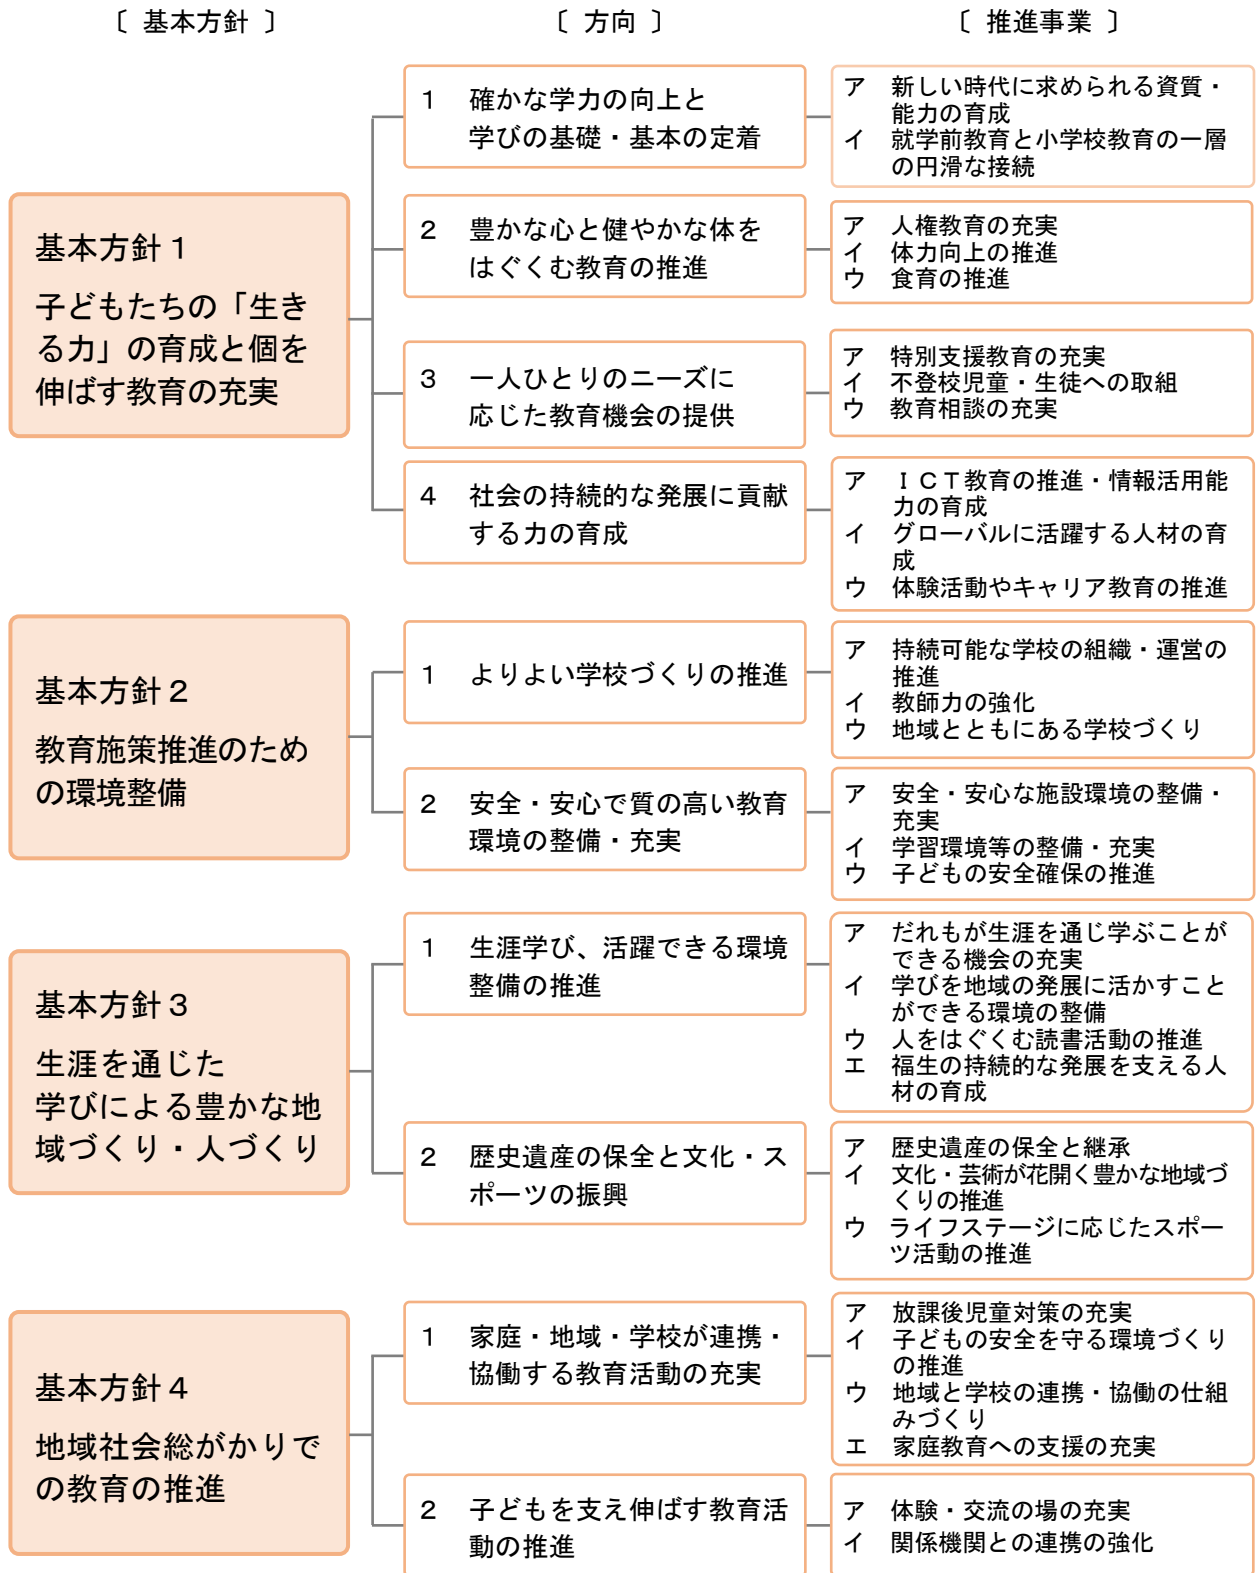 〔 基本方針 〕
〔 方向 〕
〔 推進事業 〕
基本方針１
子どもたちの「生き
る力」の育成と個を
伸ばす教育の充実
１ 確かな学力の向上と
学びの基礎・基本の定着
ア 新しい時代に求められる資質・
能力の育成
イ 就学前教育と小学校教育の一層
の円滑な接続
２ 豊かな心と健やかな体を
はぐくむ教育の推進
ア 人権教育の充実
イ 体力向上の推進
ウ 食育の推進
３ 一人ひとりのニーズに
応じた教育機会の提供
ア 特別支援教育の充実
イ 不登校児童・生徒への取組
ウ 教育相談の充実
４ 社会の持続的な発展に貢献
する力の育成
ア ＩＣＴ教育の推進・情報活用能
力の育成
イ グローバルに活躍する人材の育
成
ウ 体験活動やキャリア教育の推進
基本方針２
教育施策推進のため
の環境整備
１ よりよい学校づくりの推進
ア 持続可能な学校の組織・運営の
推進
イ 教師力の強化
ウ 地域とともにある学校づくり
２ 安全・安心で質の高い教育
環境の整備・充実
ア 安全・安心な施設環境の整備・
充実
イ 学習環境等の整備・充実
ウ 子どもの安全確保の推進
基本方針３
生涯を通じた
学びによる豊かな地
域づくり・人づくり
１ 生涯学び、活躍できる環境
整備の推進
ア だれもが生涯を通じ学ぶことが
できる機会の充実
イ 学びを地域の発展に活かすこと
ができる環境の整備
ウ 人をはぐくむ読書活動の推進
エ 福生の持続的な発展を支える人
材の育成
２ 歴史遺産の保全と文化・ス
ポーツの振興
ア 歴史遺産の保全と継承
イ 文化・芸術が花開く豊かな地域づ
くりの推進
ウ ライフステージに応じたスポー
ツ活動の推進
基本方針４
地域社会総がかりで
の教育の推進
１ 家庭・地域・学校が連携・
協働する教育活動の充実
ア 放課後児童対策の充実
イ 子どもの安全を守る環境づくり
の推進
ウ 地域と学校の連携・協働の仕組
みづくり
エ 家庭教育への支援の充実
２ 子どもを支え伸ばす教育活
動の推進
ア 体験・交流の場の充実
イ 関係機関との連携の強化